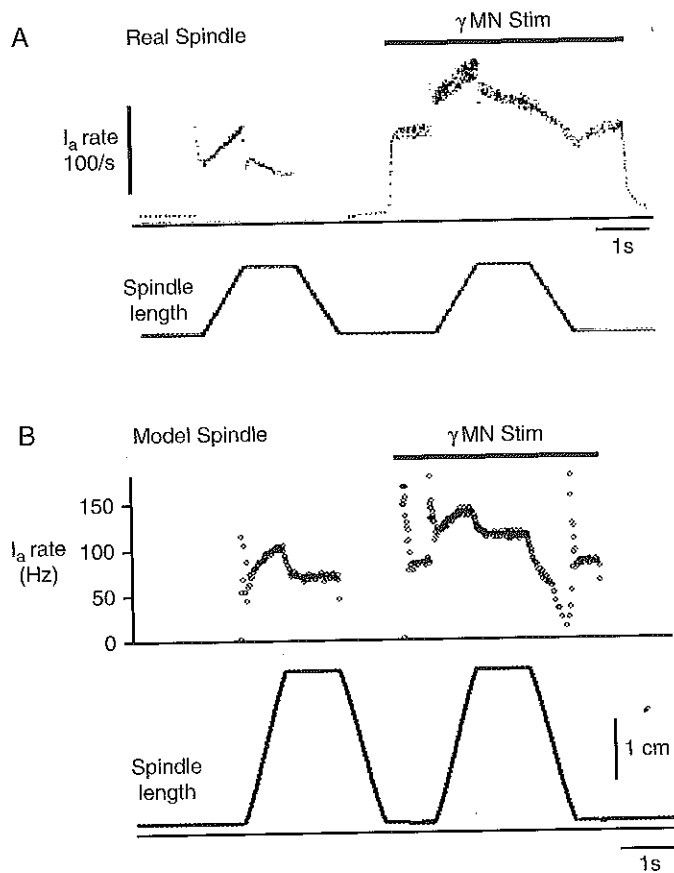 A
Real Spindle
γMN Stim
Ia rate
100/s
1s
Spindle
length
B
Model Spindle
γMN Stim
150
100
50
0
Ia rate
(Hz)
1 cm
Spindle
length
1s